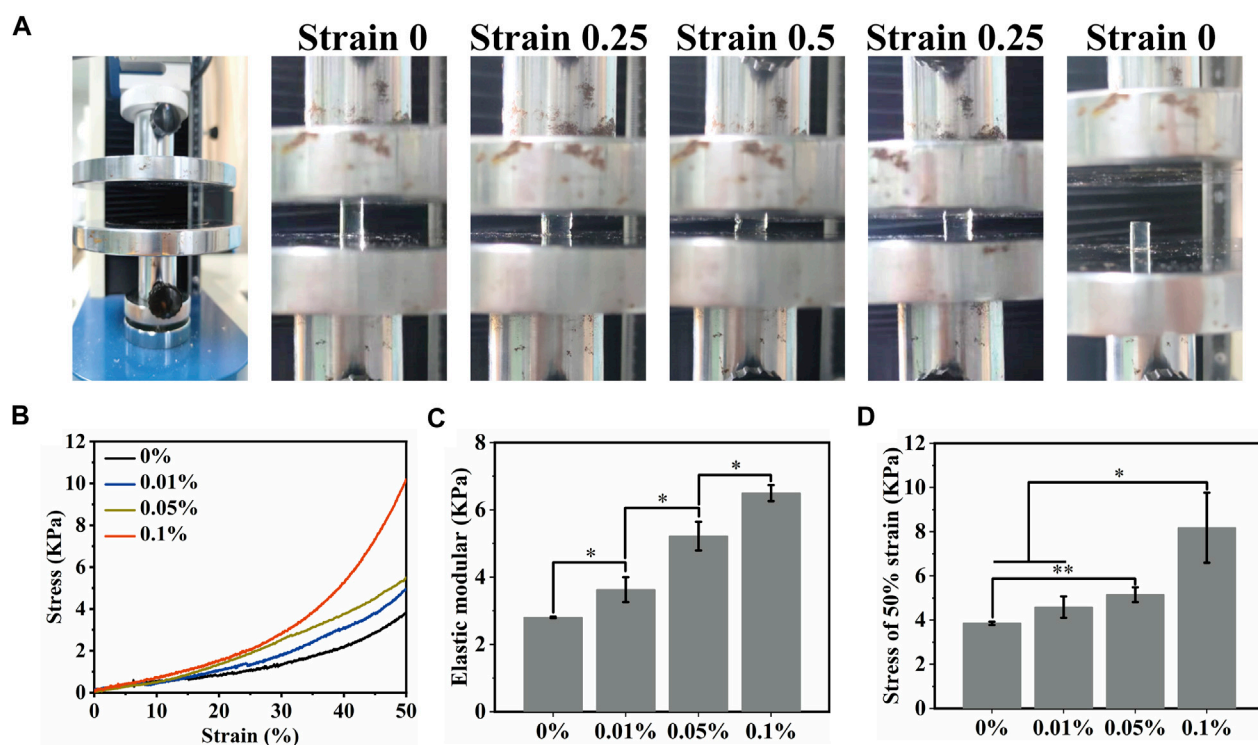 A
Strain 0 Strain 0.25 Strain 0.5 Strain 0.25 Strain 0
B
12
10
8
6
4
2
0
Stress (KPa)
0%
0.01%
0.05%
0.1%
0 10 20 30 40 50
Strain (%)
C
8
6
4
2
0
Elastic modular (KPa)
*
*
*
0% 0.01% 0.05% 0.1%
D
12
10
8
6
4
2
0
Stress of 50% strain (KPa)
*
**
0% 0.01% 0.05% 0.1%